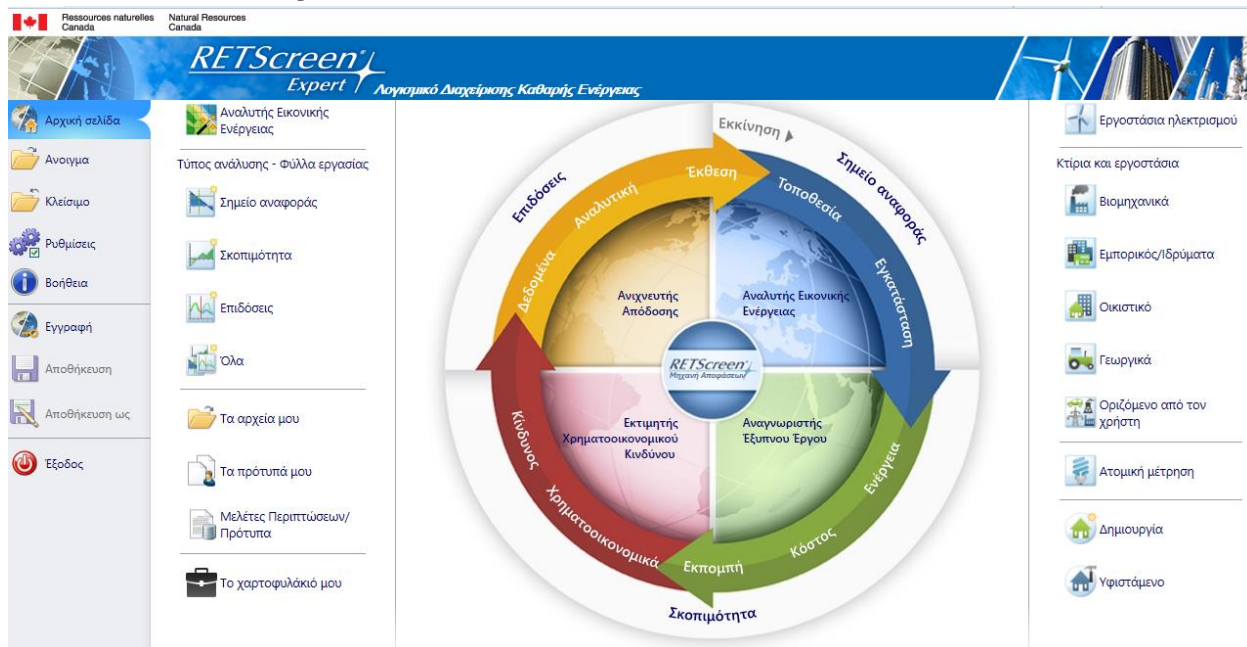 Ressources naturelles
Canada
Natural Resources
Canada
RETScreen®
Expert
Λογισμικό Διαχείρισης Καθαρής Ενέργειας
Αρχική σελίδα
Ανοιγμα
Κλείσιμο
Ρυθμίσεις
Βοήθεια
Εγγραφή
Αποθήκευση
Αποθήκευση ως
Έξοδος
Αναλυτής Εικονικής
Ενέργειας
Τύπος ανάλυσης - Φύλλα εργασίας
Σημείο αναφοράς
Σκοπιμότητα
Επιδόσεις
Όλα
Τα αρχεία μου
Τα πρότυπά μου
Μελέτες Περιπτώσεων/
Πρότυπα
Το χαρτοφυλάκιό μου
Εκκίνηση
Σημείο αναφοράς
Τοποθεσία
Εγκατάσταση
Αναλυτής Εικονικής
Ενέργειας
Ενέργεια
Κόστος
Εκπομπή
Σκοπιμότητα
Αναγνωριστής
Έξυπνου Έργου
Χρηματοοικονομικά
Κίνδυνος
Εκτιμητής
Χρηματοοικονομικού
Κινδύνου
Δεδομένα
Αναλυτική
Έκθεση
Επιδόσεις
Ανιχνευτής
Απόδοσης
RETScreen®
Μηχανή Αποφάσεων
Εργοστάσια ηλεκτρισμού
Κτίρια και εργοστάσια
Βιομηχανικά
Εμπορικός/Ιδρύματα
Οικιστικό
Γεωργικά
Οριζόμενο από τον
χρήστη
Ατομική μέτρηση
Δημιουργία
Υφιστάμενο